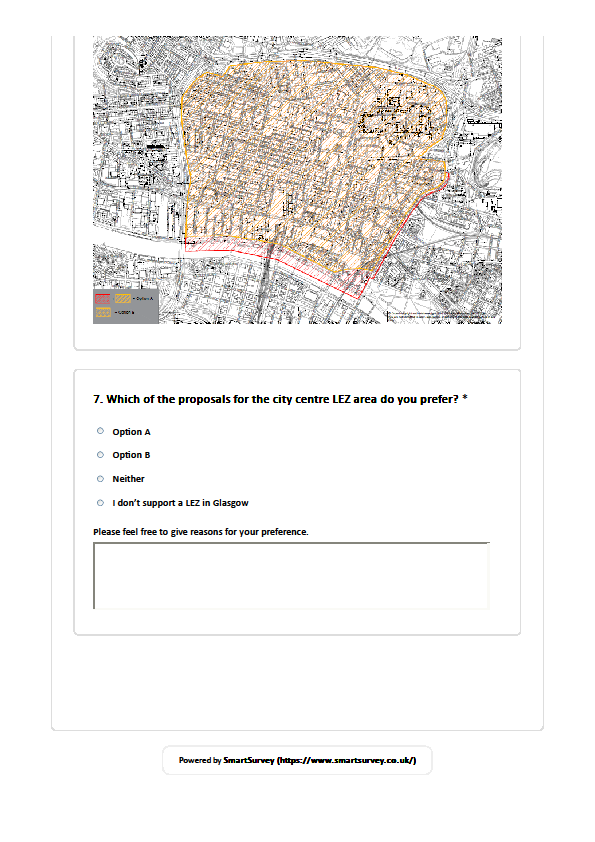 = Option A
= Option B
7. Which of the proposals for the city centre LEZ area do you prefer? *
Option A
Option B
Neither
I don't support a LEZ in Glasgow
Please feel free to give reasons for your preference.
Powered by SmartSurvey (https://www.smartsurvey.co.uk/)